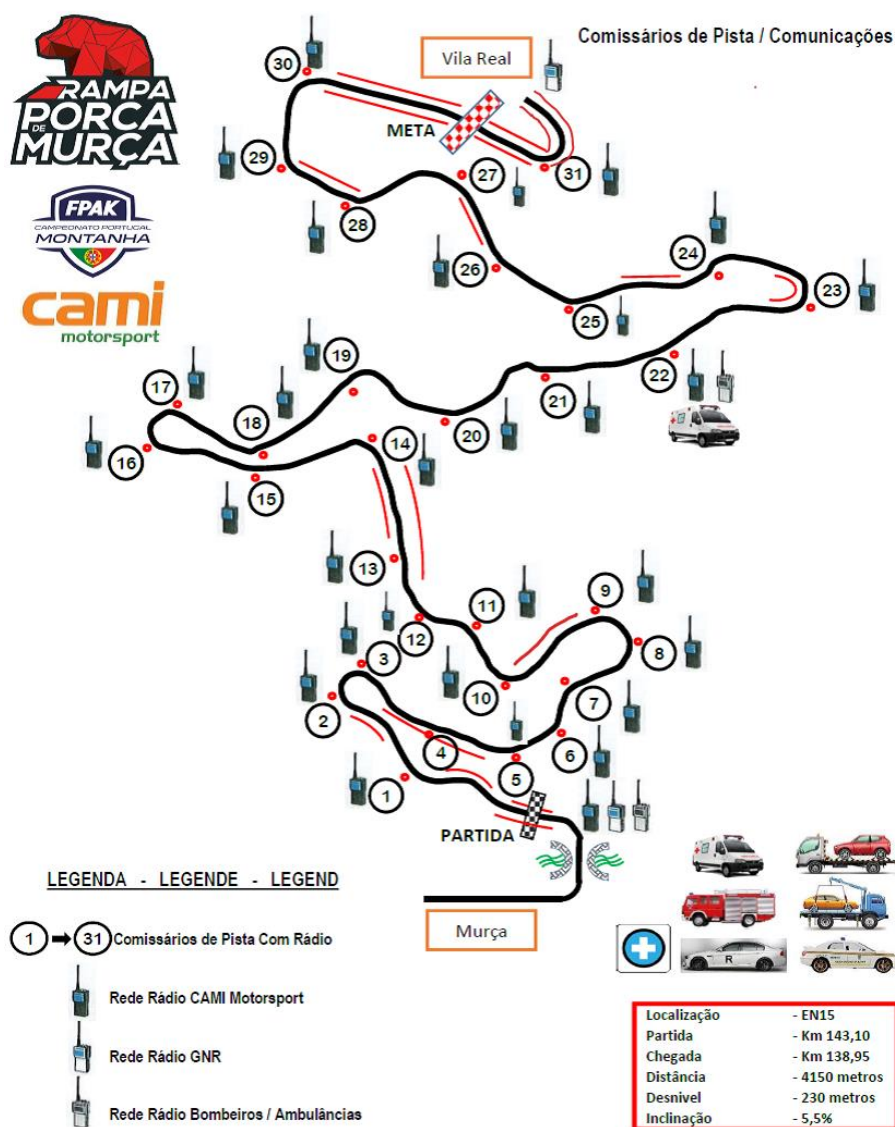 Comissários de Pista / Comunicações
RAMPA
PORCA
DE
MURÇA
FPAK
CAMPEONATO PORTUGAL
MONTANHA
cami
motorsport
Vila Real
META
30
29
28
27
31
26
25
24
23
22
21
20
19
18
17
16
15
14
13
12
11
10
9
8
7
6
5
4
3
2
1
PARTIDA
Murça
R
LEGENDA - LEGENDE - LEGEND
1 31 Comissários de Pista Com Rádio
Rede Rádio CAMI Motorsport
Rede Rádio GNR
Rede Rádio Bombeiros / Ambulâncias
Localização - EN15
Partida - Km 143,10
Chegada - Km 138,95
Distância - 4150 metros
Desnivel - 230 metros
Inclinação - 5,5%